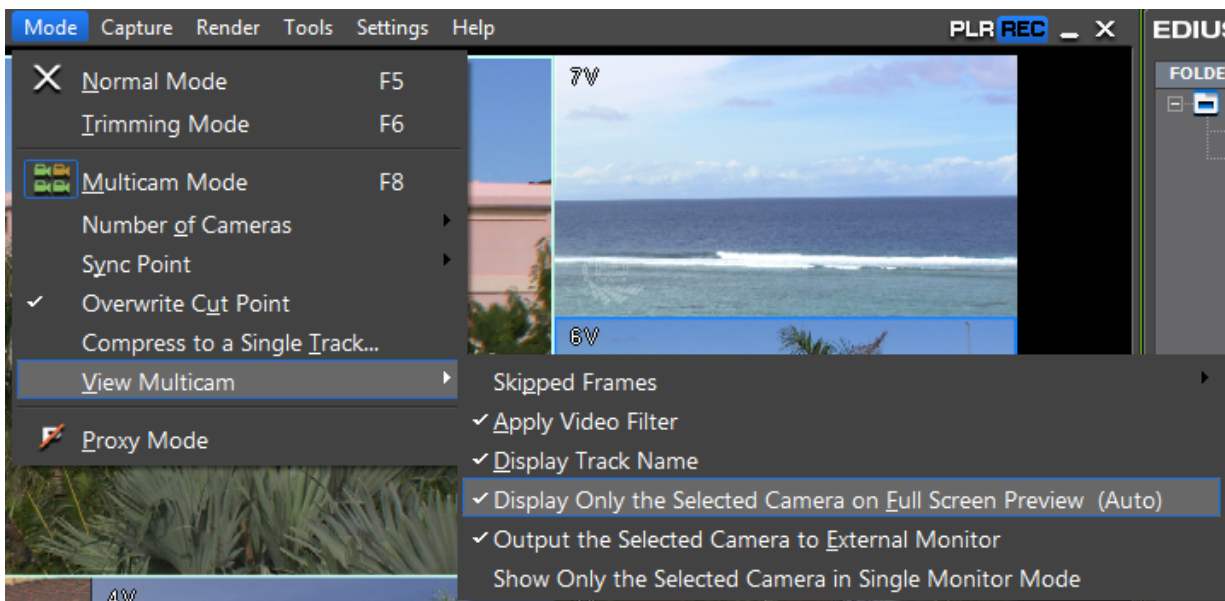 Mode Capture Render Tools Settings Help PLR REC EDIUS
Normal Mode F5
Trimming Mode F6
Multicam Mode F8
Number of Cameras
Sync Point
Overwrite Cut Point
Compress to a Single Track...
View Multicam
Proxy Mode
7V
6V
4V
FOLDE
Skipped Frames
Apply Video Filter
Display Track Name
Display Only the Selected Camera on Full Screen Preview (Auto)
Output the Selected Camera to External Monitor
Show Only the Selected Camera in Single Monitor Mode